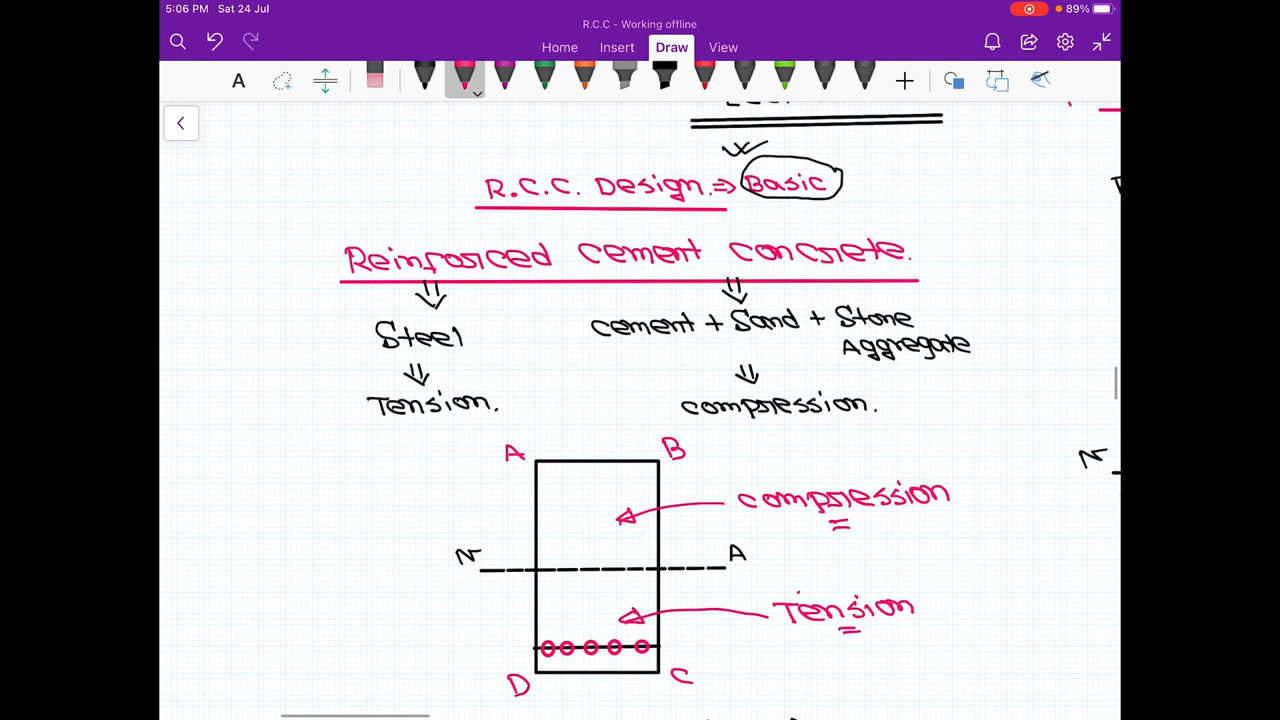 5:06 PM Sat 24 Jul
89%
R.C.C - Working offline
Home Insert Draw View
A
R.C.C. Design. ⇒ Basic
Reinforced Cement Concrete.
Steel
cement + Sand + Stone Aggregate
Tension.
compression.
A B
compression
N A
N
Tension
D C